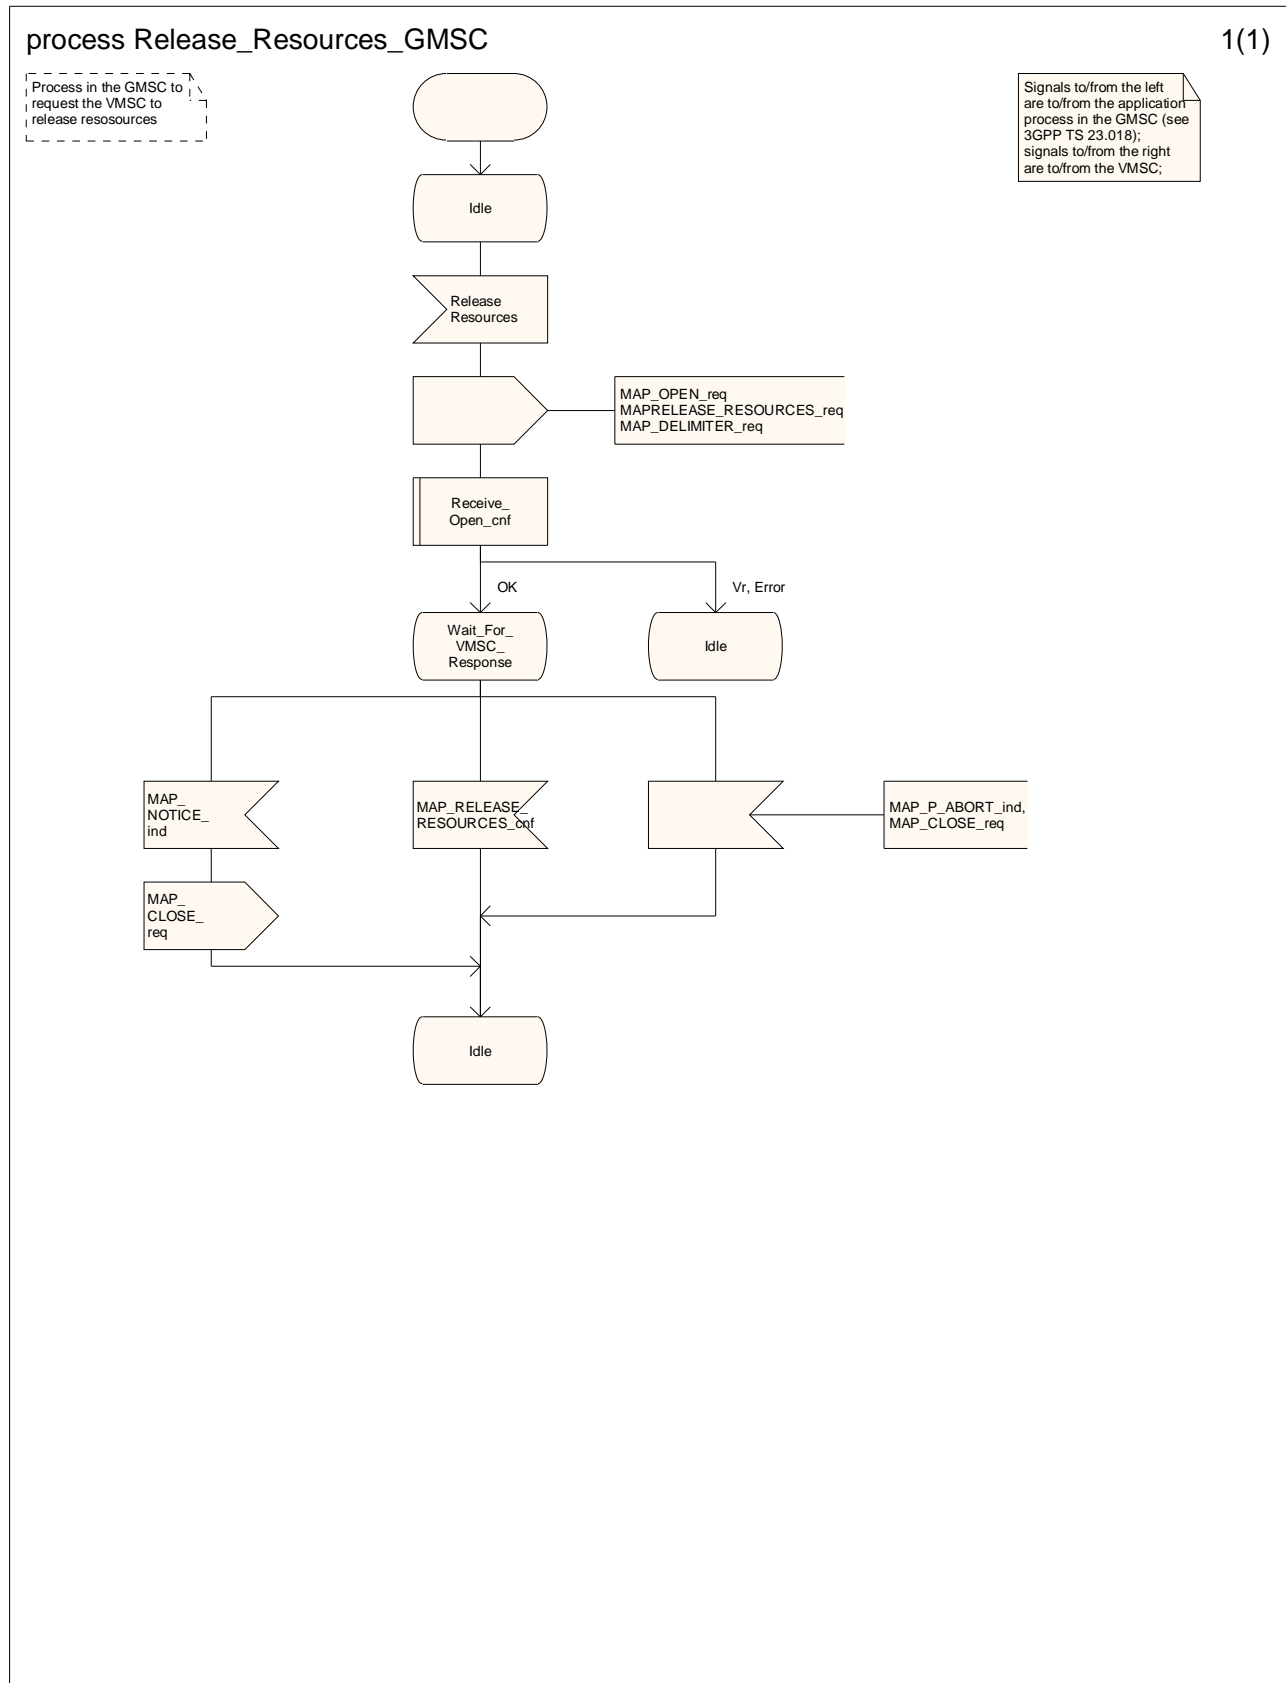 process Release_Resources_GMSC
1(1)
Process in the GMSC to
request the VMSC to
release resosources
Signals to/from the left
are to/from the application
process in the GMSC (see
3GPP TS 23.018);
signals to/from the right
are to/from the VMSC;
Idle
Release
Resources
MAP_OPEN_req
MAPRELEASE_RESOURCES_req
MAP_DELIMITER_req
Receive_
Open_cnf
OK
Vr, Error
Wait_For_
VMSC_
Response
Idle
MAP_
NOTICE_
ind
MAP_RELEASE_
RESOURCES_cnf
MAP_P_ABORT_ind,
MAP_CLOSE_req
MAP_
CLOSE_
req
Idle